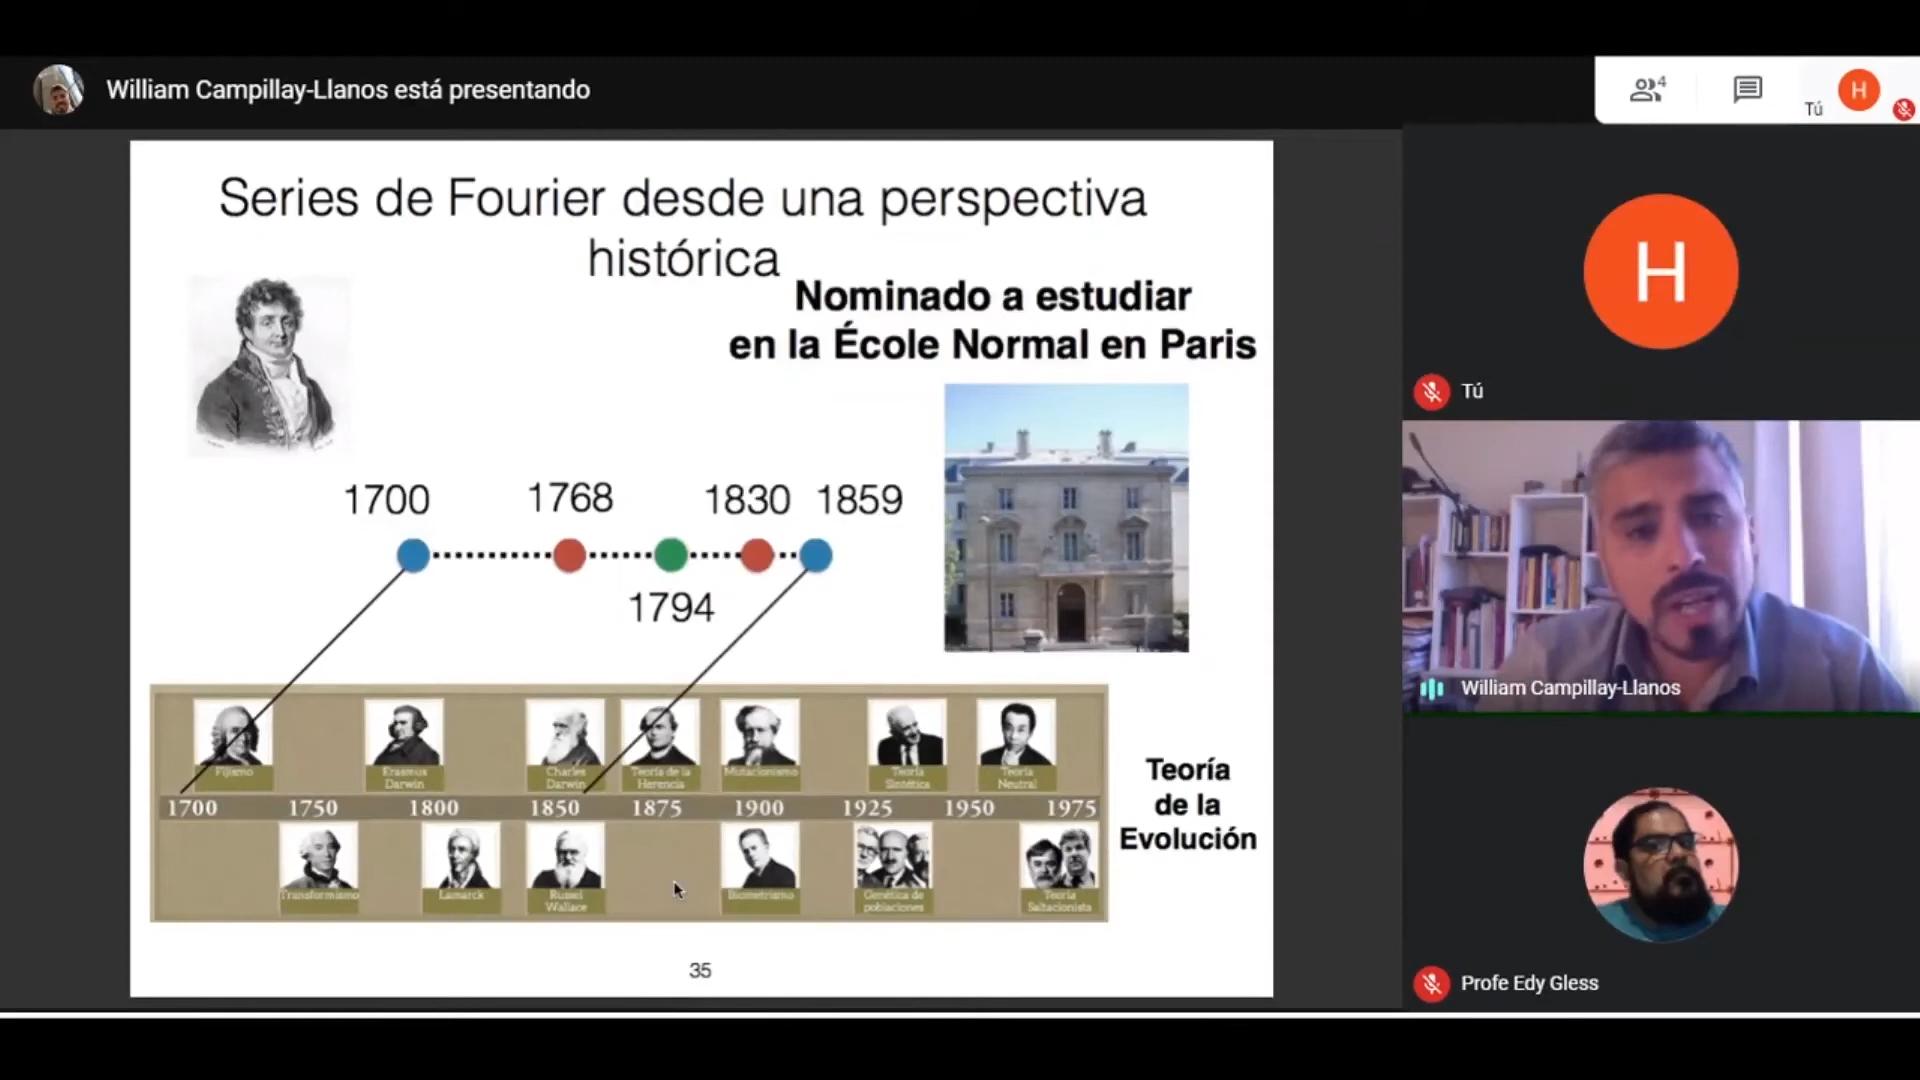 William Campillay-Llanos está presentando
4
Tú
H
Series de Fourier desde una perspectiva
histórica
Nominado a estudiar
en la École Normal en Paris
1700
1768
1830
1859
1794
Fijismo
Erasmus
Darwin
Charles
Darwin
Teoría de la
Herencia
Mutacionismo
Teoría
Sintética
Teoría
Neutral
1700 1750 1800 1850 1875 1900 1925 1950 1975
Transformismo
Lamarck
Russel
Wallace
Biometrismo
Genética de
poblaciones
Teoría
Saltacionista
Teoría
de la
Evolución
35
H
Tú
William Campillay-Llanos
Profe Edy Gless